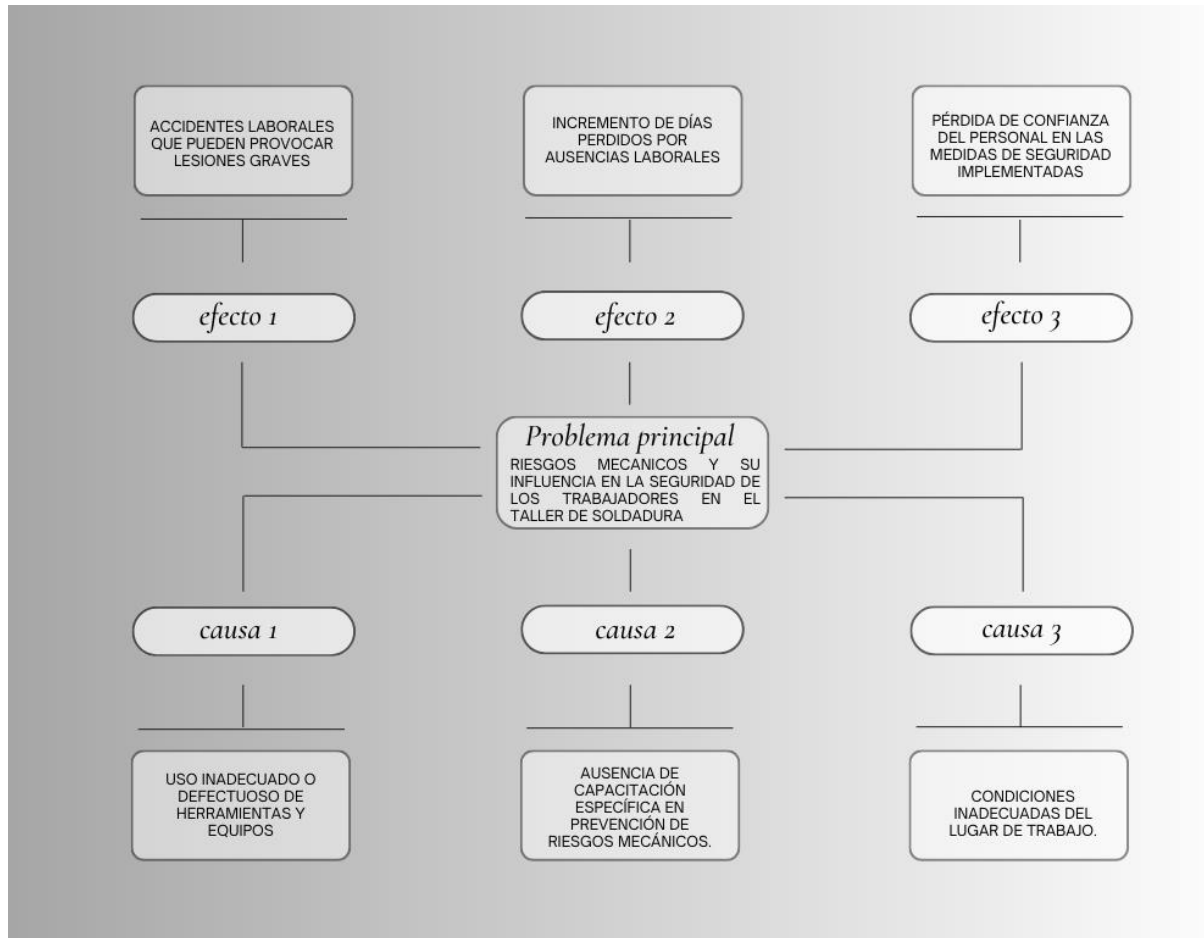 ACCIDENTES LABORALES
QUE PUEDEN PROVOCAR
LESIONES GRAVES
INCREMENTO DE DÍAS
PERDIDOS POR
AUSENCIAS LABORALES
PÉRDIDA DE CONFIANZA
DEL PERSONAL EN LAS
MEDIDAS DE SEGURIDAD
IMPLEMENTADAS
efecto 1
efecto 2
efecto 3
Problema principal
RIESGOS MECANICOS Y SU
INFLUENCIA EN LA SEGURIDAD DE
LOS TRABAJADORES EN EL
TALLER DE SOLDADURA
causa 1
causa 2
causa 3
USO INADECUADO O
DEFECTUOSO DE
HERRAMIENTAS Y
EQUIPOS
AUSENCIA DE
CAPACITACIÓN
ESPECÍFICA EN
PREVENCIÓN DE
RIESGOS MECÁNICOS.
CONDICIONES
INADECUADAS DEL
LUGAR DE TRABAJO.